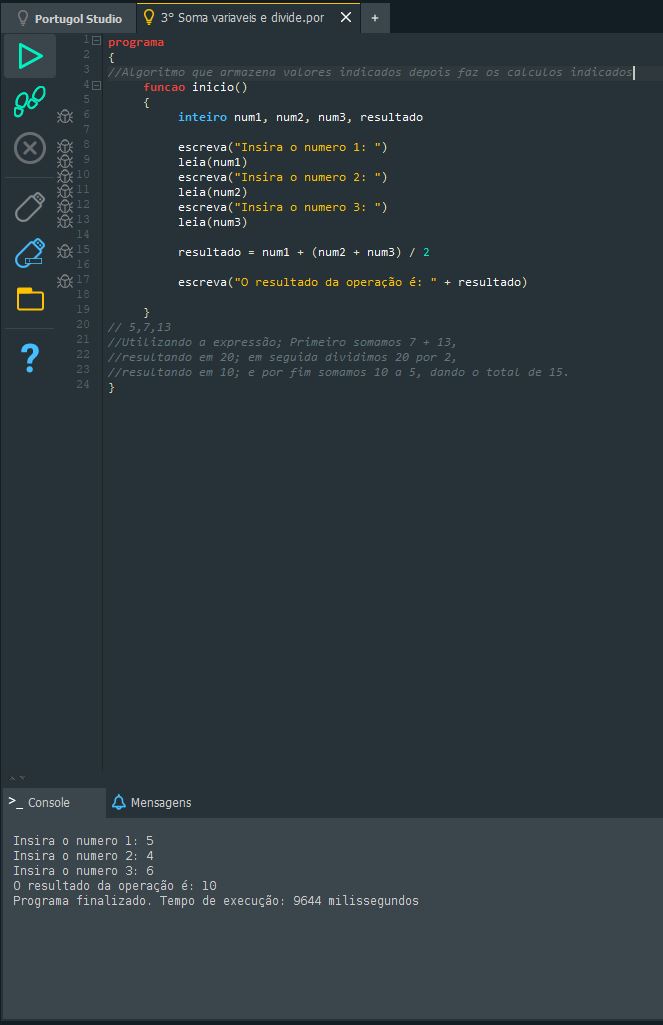 Portugol Studio
3° Soma variaveis e divide.por
+
1 programa
2 {
3 //Algoritmo que armazena valores indicados depois faz os calculos indicados
4 funcao inicio()
5 {
6 inteiro num1, num2, num3, resultado
7
8 escreva("Insira o numero 1: ")
9 leia(num1)
10 escreva("Insira o numero 2: ")
11 leia(num2)
12 escreva("Insira o numero 3: ")
13 leia(num3)
14
15 resultado = num1 + (num2 + num3) / 2
16
17 escreva("O resultado da operação é: " + resultado)
18
19 }
20 // 5,7,13
21 //Utilizando a expressão; Primeiro somamos 7 + 13,
22 //resultando em 20; em seguida dividimos 20 por 2,
23 //resultando em 10; e por fim somamos 10 a 5, dando o total de 15.
24 }
>_ Console
Mensagens
Insira o numero 1: 5
Insira o numero 2: 4
Insira o numero 3: 6
O resultado da operação é: 10
Programa finalizado. Tempo de execução: 9644 milissegundos